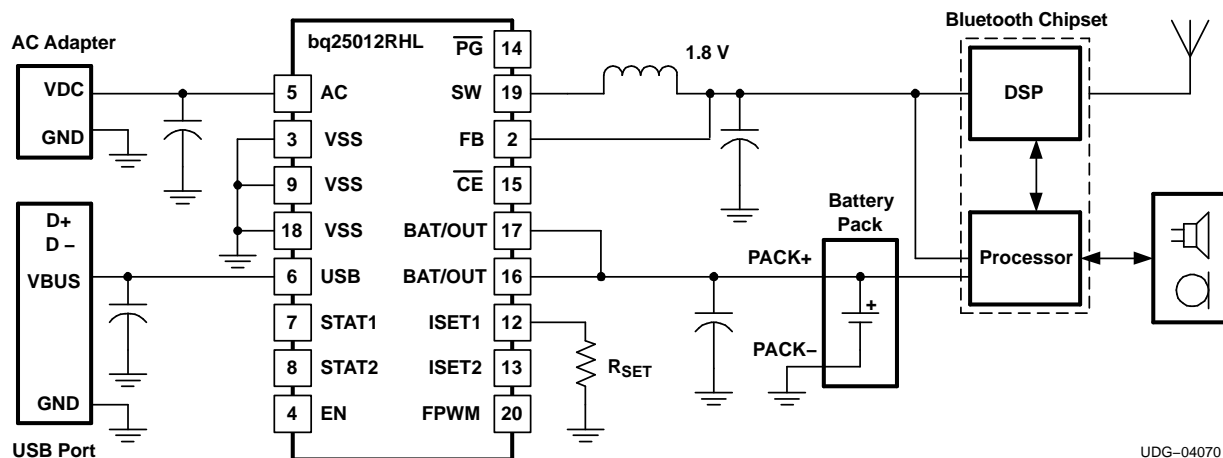 Bluetooth Chipset
AC Adapter
bq25012RHL
PG
14
1.8 V
VDC
5
AC
SW
19
DSP
GND
3
VSS
FB
2
9
VSS
CE
15
D+
D −
18
VSS
BAT/OUT
17
Battery
Pack
VBUS
6
USB
BAT/OUT
16
PACK+
Processor
7
STAT1
ISET1
12
+
8
STAT2
ISET2
13
RSET
PACK−
GND
4
EN
FPWM
20
USB Port
UDG−04070